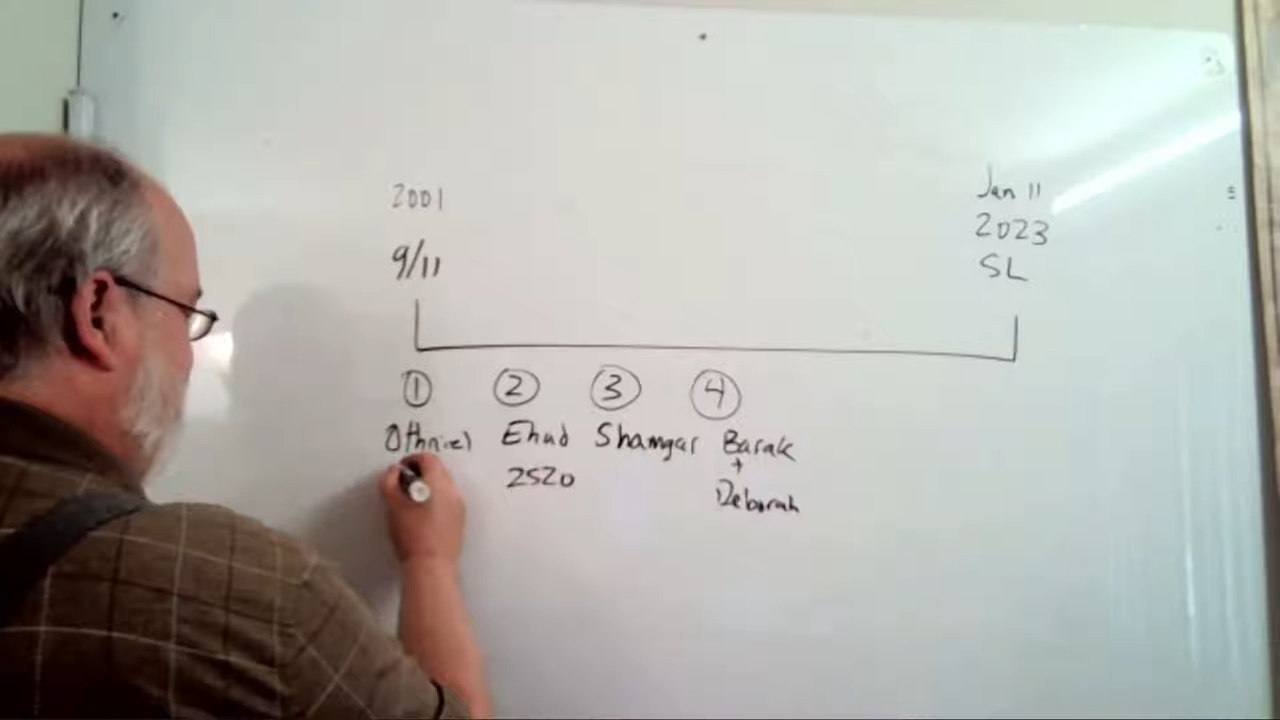 2001
9/11
Jan 11
2023
SL
① ② ③ ④
Othniel Ehud Shamgar Barak
2520 +
Deborah